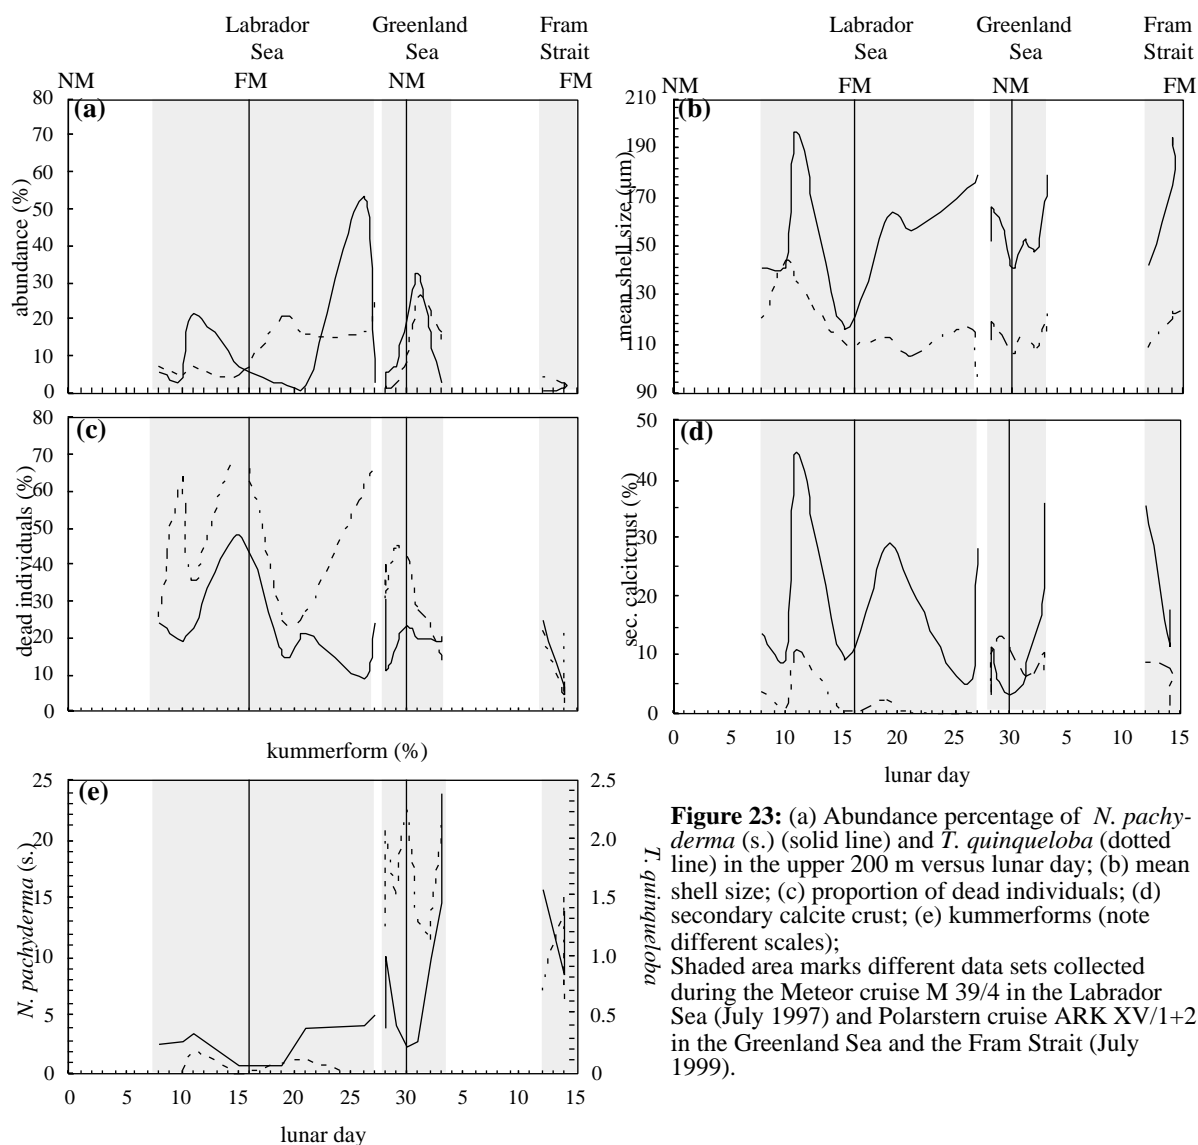 Labrador Sea
Greenland Sea
Fram Strait
NM
FM
NM
FM
(a)
abundance (%)
80
70
60
50
40
30
20
10
0
Labrador Sea
Greenland Sea
Fram Strait
NM
FM
NM
FM
(b)
mean shell size (μm)
210
190
170
150
130
110
90
(c)
dead individuals (%)
80
70
60
50
40
30
20
10
0
(d)
sec. calcitcrust (%)
50
40
30
20
10
0
0 5 10 15 20 25 30 5 10 15
lunar day
kummerform (%)
(e)
N. pachyderma (s.)
25
20
15
10
5
0
2.5
2.0
1.5
1.0
0.5
0
T. quinqueloba
0 5 10 15 20 25 30 5 10 15
lunar day
Figure 23: (a) Abundance percentage of N. pachy-
derma (s.) (solid line) and T. quinqueloba (dotted
line) in the upper 200 m versus lunar day; (b) mean
shell size; (c) proportion of dead individuals; (d)
secondary calcite crust; (e) kummerforms (note
different scales);
Shaded area marks different data sets collected
during the Meteor cruise M 39/4 in the Labrador
Sea (July 1997) and Polarstern cruise ARK XV/1+2
in the Greenland Sea and the Fram Strait (July
1999).